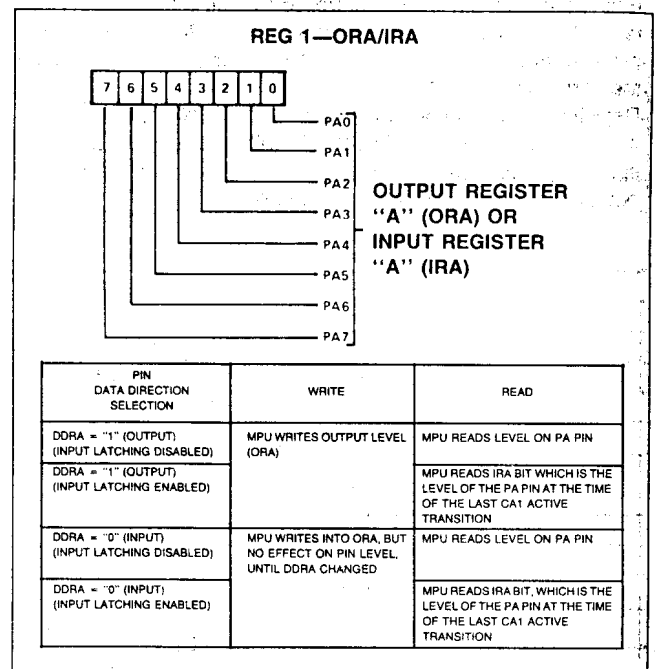 REG 1—ORA/IRA
7 6 5 4 3 2 1 0
PA0
PA1
PA2
PA3
PA4
PA5
PA6
PA7
OUTPUT REGISTER
"A" (ORA) OR
INPUT REGISTER
"A" (IRA)
PIN
DATA DIRECTION
SELECTION
WRITE
READ
DDRA = "1" (OUTPUT)
(INPUT LATCHING DISABLED)
MPU WRITES OUTPUT LEVEL
(ORA)
MPU READS LEVEL ON PA PIN
DDRA = "1" (OUTPUT)
(INPUT LATCHING ENABLED)
MPU READS IRA BIT WHICH IS THE
LEVEL OF THE PA PIN AT THE TIME
OF THE LAST CA1 ACTIVE
TRANSITION
DDRA = "0" (INPUT)
(INPUT LATCHING DISABLED)
MPU WRITES INTO ORA, BUT
NO EFFECT ON PIN LEVEL,
UNTIL DDRA CHANGED
MPU READS LEVEL ON PA PIN
DDRA = "0" (INPUT)
(INPUT LATCHING ENABLED)
MPU READS IRA BIT, WHICH IS THE
LEVEL OF THE PA PIN AT THE TIME
OF THE LAST CA1 ACTIVE
TRANSITION